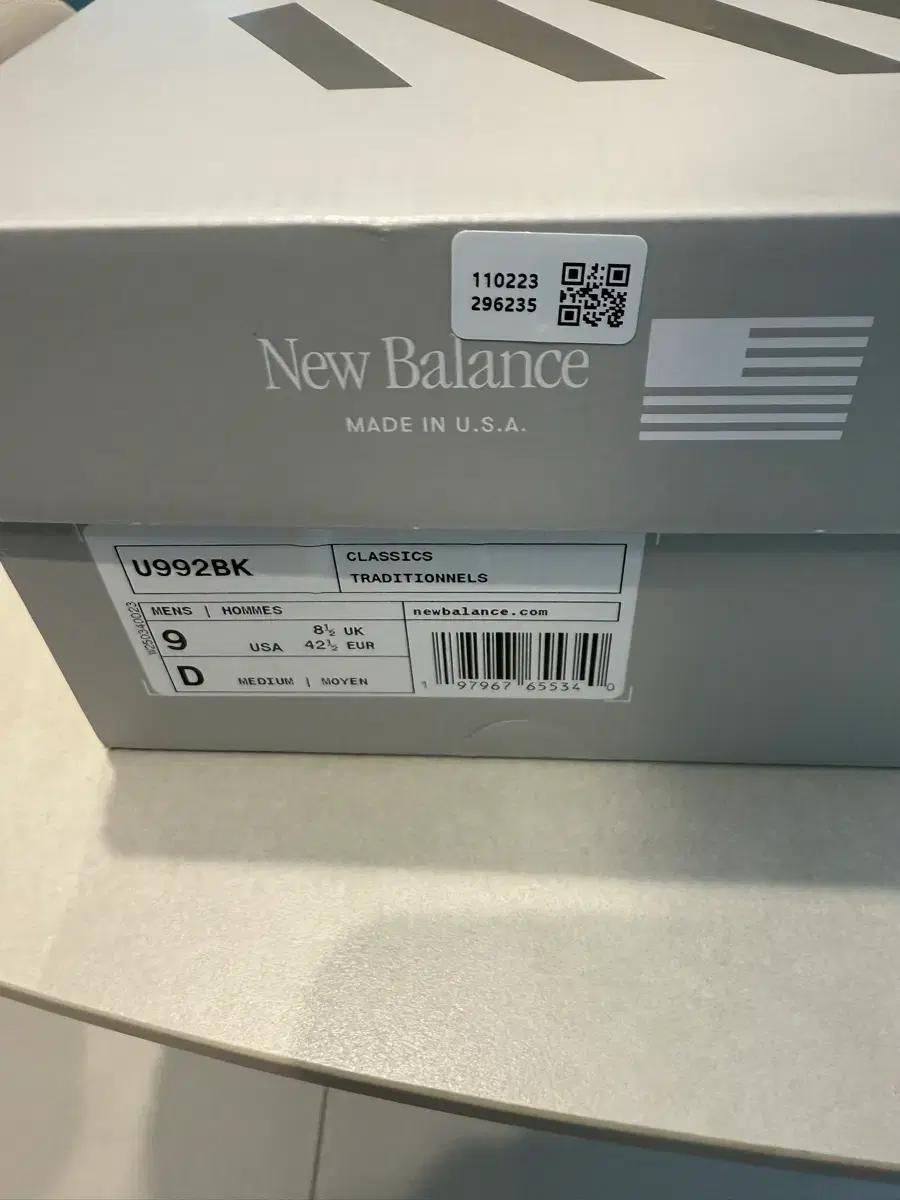 110223
296235
New Balance
MADE IN U.S.A.
U992BK
CLASSICS
TRADITIONNELS
MENS | HOMMES
newbalance.com
W250340023
9 USA 8½ UK
42½ EUR
D MEDIUM | MOYEN
1 97967 65534 0